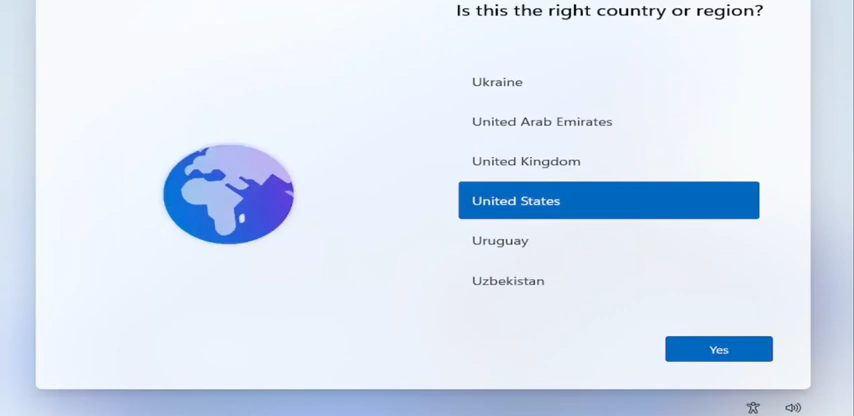 Is this the right country or region?
Ukraine
United Arab Emirates
United Kingdom
United States
Uruguay
Uzbekistan
Yes